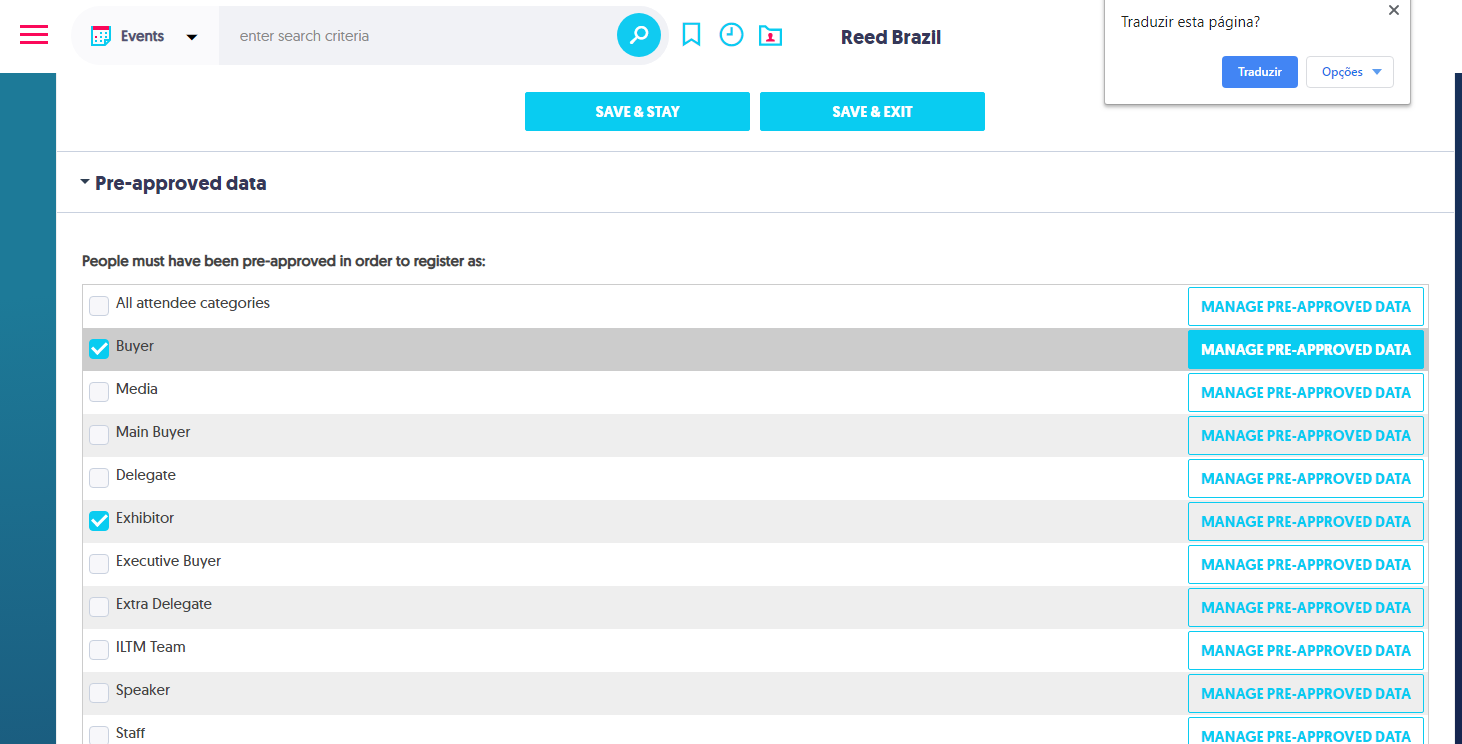 Events
enter search criteria
Reed Brazil
Traduzir esta página?
Traduzir
Opções
SAVE & STAY
SAVE & EXIT
Pre-approved data
People must have been pre-approved in order to register as:
All attendee categories
MANAGE PRE-APPROVED DATA
Buyer
MANAGE PRE-APPROVED DATA
Media
MANAGE PRE-APPROVED DATA
Main Buyer
MANAGE PRE-APPROVED DATA
Delegate
MANAGE PRE-APPROVED DATA
Exhibitor
MANAGE PRE-APPROVED DATA
Executive Buyer
MANAGE PRE-APPROVED DATA
Extra Delegate
MANAGE PRE-APPROVED DATA
ILTM Team
MANAGE PRE-APPROVED DATA
Speaker
MANAGE PRE-APPROVED DATA
Staff
MANAGE PRE-APPROVED DATA